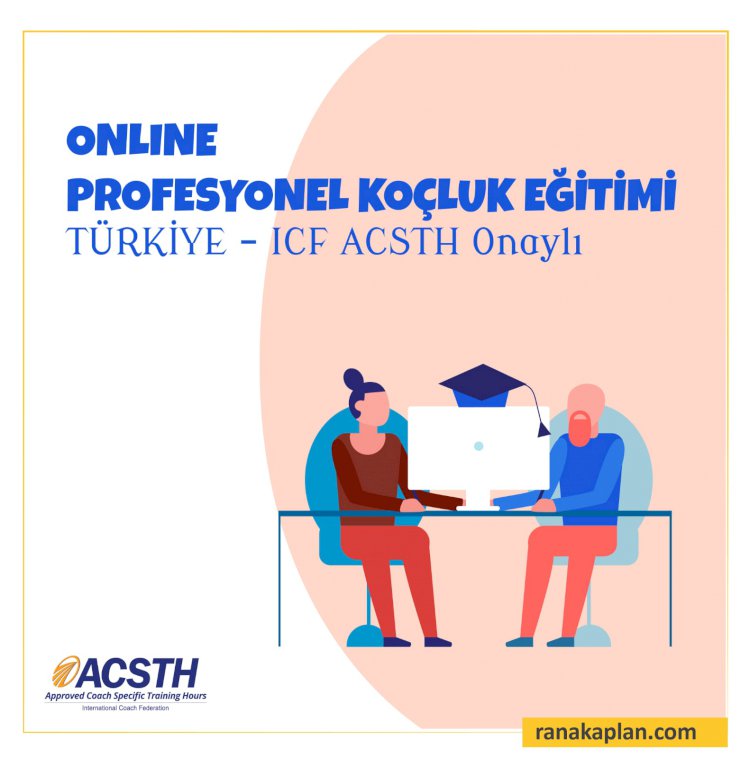 ONLINE
PROFESYONEL KOÇLUK EĞİTİMİ
TÜRKİYE - ICF ACSTH Onaylı
ACSTH
Approved Coach Specific Training Hours
International Coach Federation
ranakaplan.com